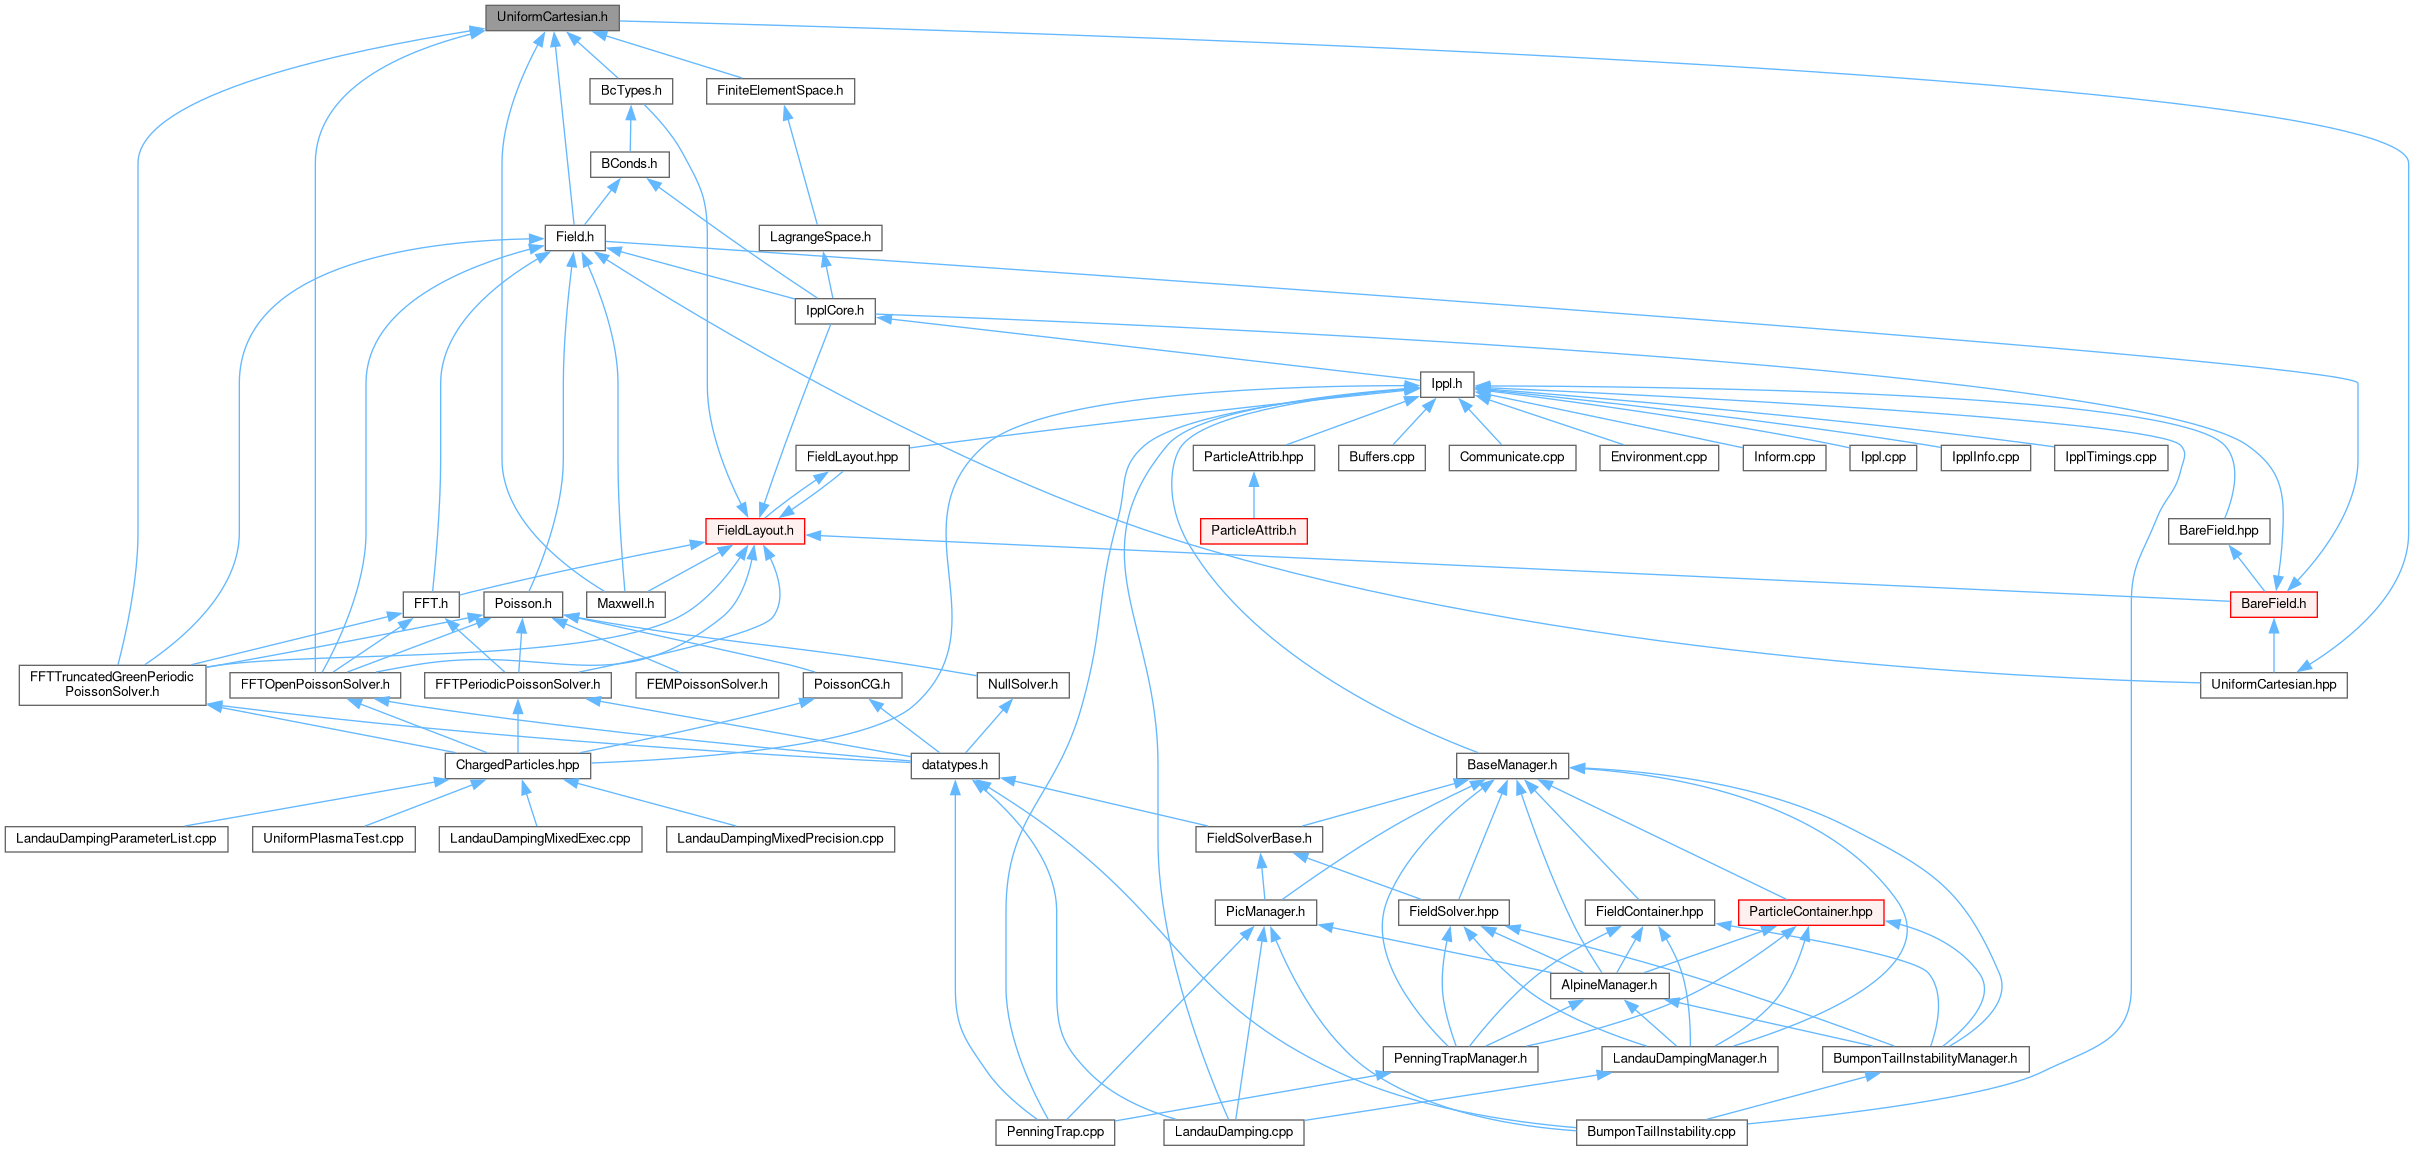 UniformCartesian.h
BcTypes.h
FiniteElementSpace.h
BConds.h
Field.h
LagrangeSpace.h
IpplCore.h
Ippl.h
FieldLayout.hpp
ParticleAttrib.hpp
Buffers.cpp
Communicate.cpp
Environment.cpp
Inform.cpp
Ippl.cpp
IpplInfo.cpp
IpplTimings.cpp
FieldLayout.h
ParticleAttrib.h
BareField.hpp
FFT.h
Poisson.h
Maxwell.h
BareField.h
FFTTruncatedGreenPeriodic
PoissonSolver.h
FFTOpenPoissonSolver.h
FFTPeriodicPoissonSolver.h
FEMPoissonSolver.h
PoissonCG.h
NullSolver.h
UniformCartesian.hpp
ChargedParticles.hpp
datatypes.h
BaseManager.h
LandauDampingParameterList.cpp
UniformPlasmaTest.cpp
LandauDampingMixedExec.cpp
LandauDampingMixedPrecision.cpp
FieldSolverBase.h
PicManager.h
FieldSolver.hpp
FieldContainer.hpp
ParticleContainer.hpp
AlpineManager.h
PenningTrapManager.h
LandauDampingManager.h
BumponTailInstabilityManager.h
PenningTrap.cpp
LandauDamping.cpp
BumponTailInstability.cpp